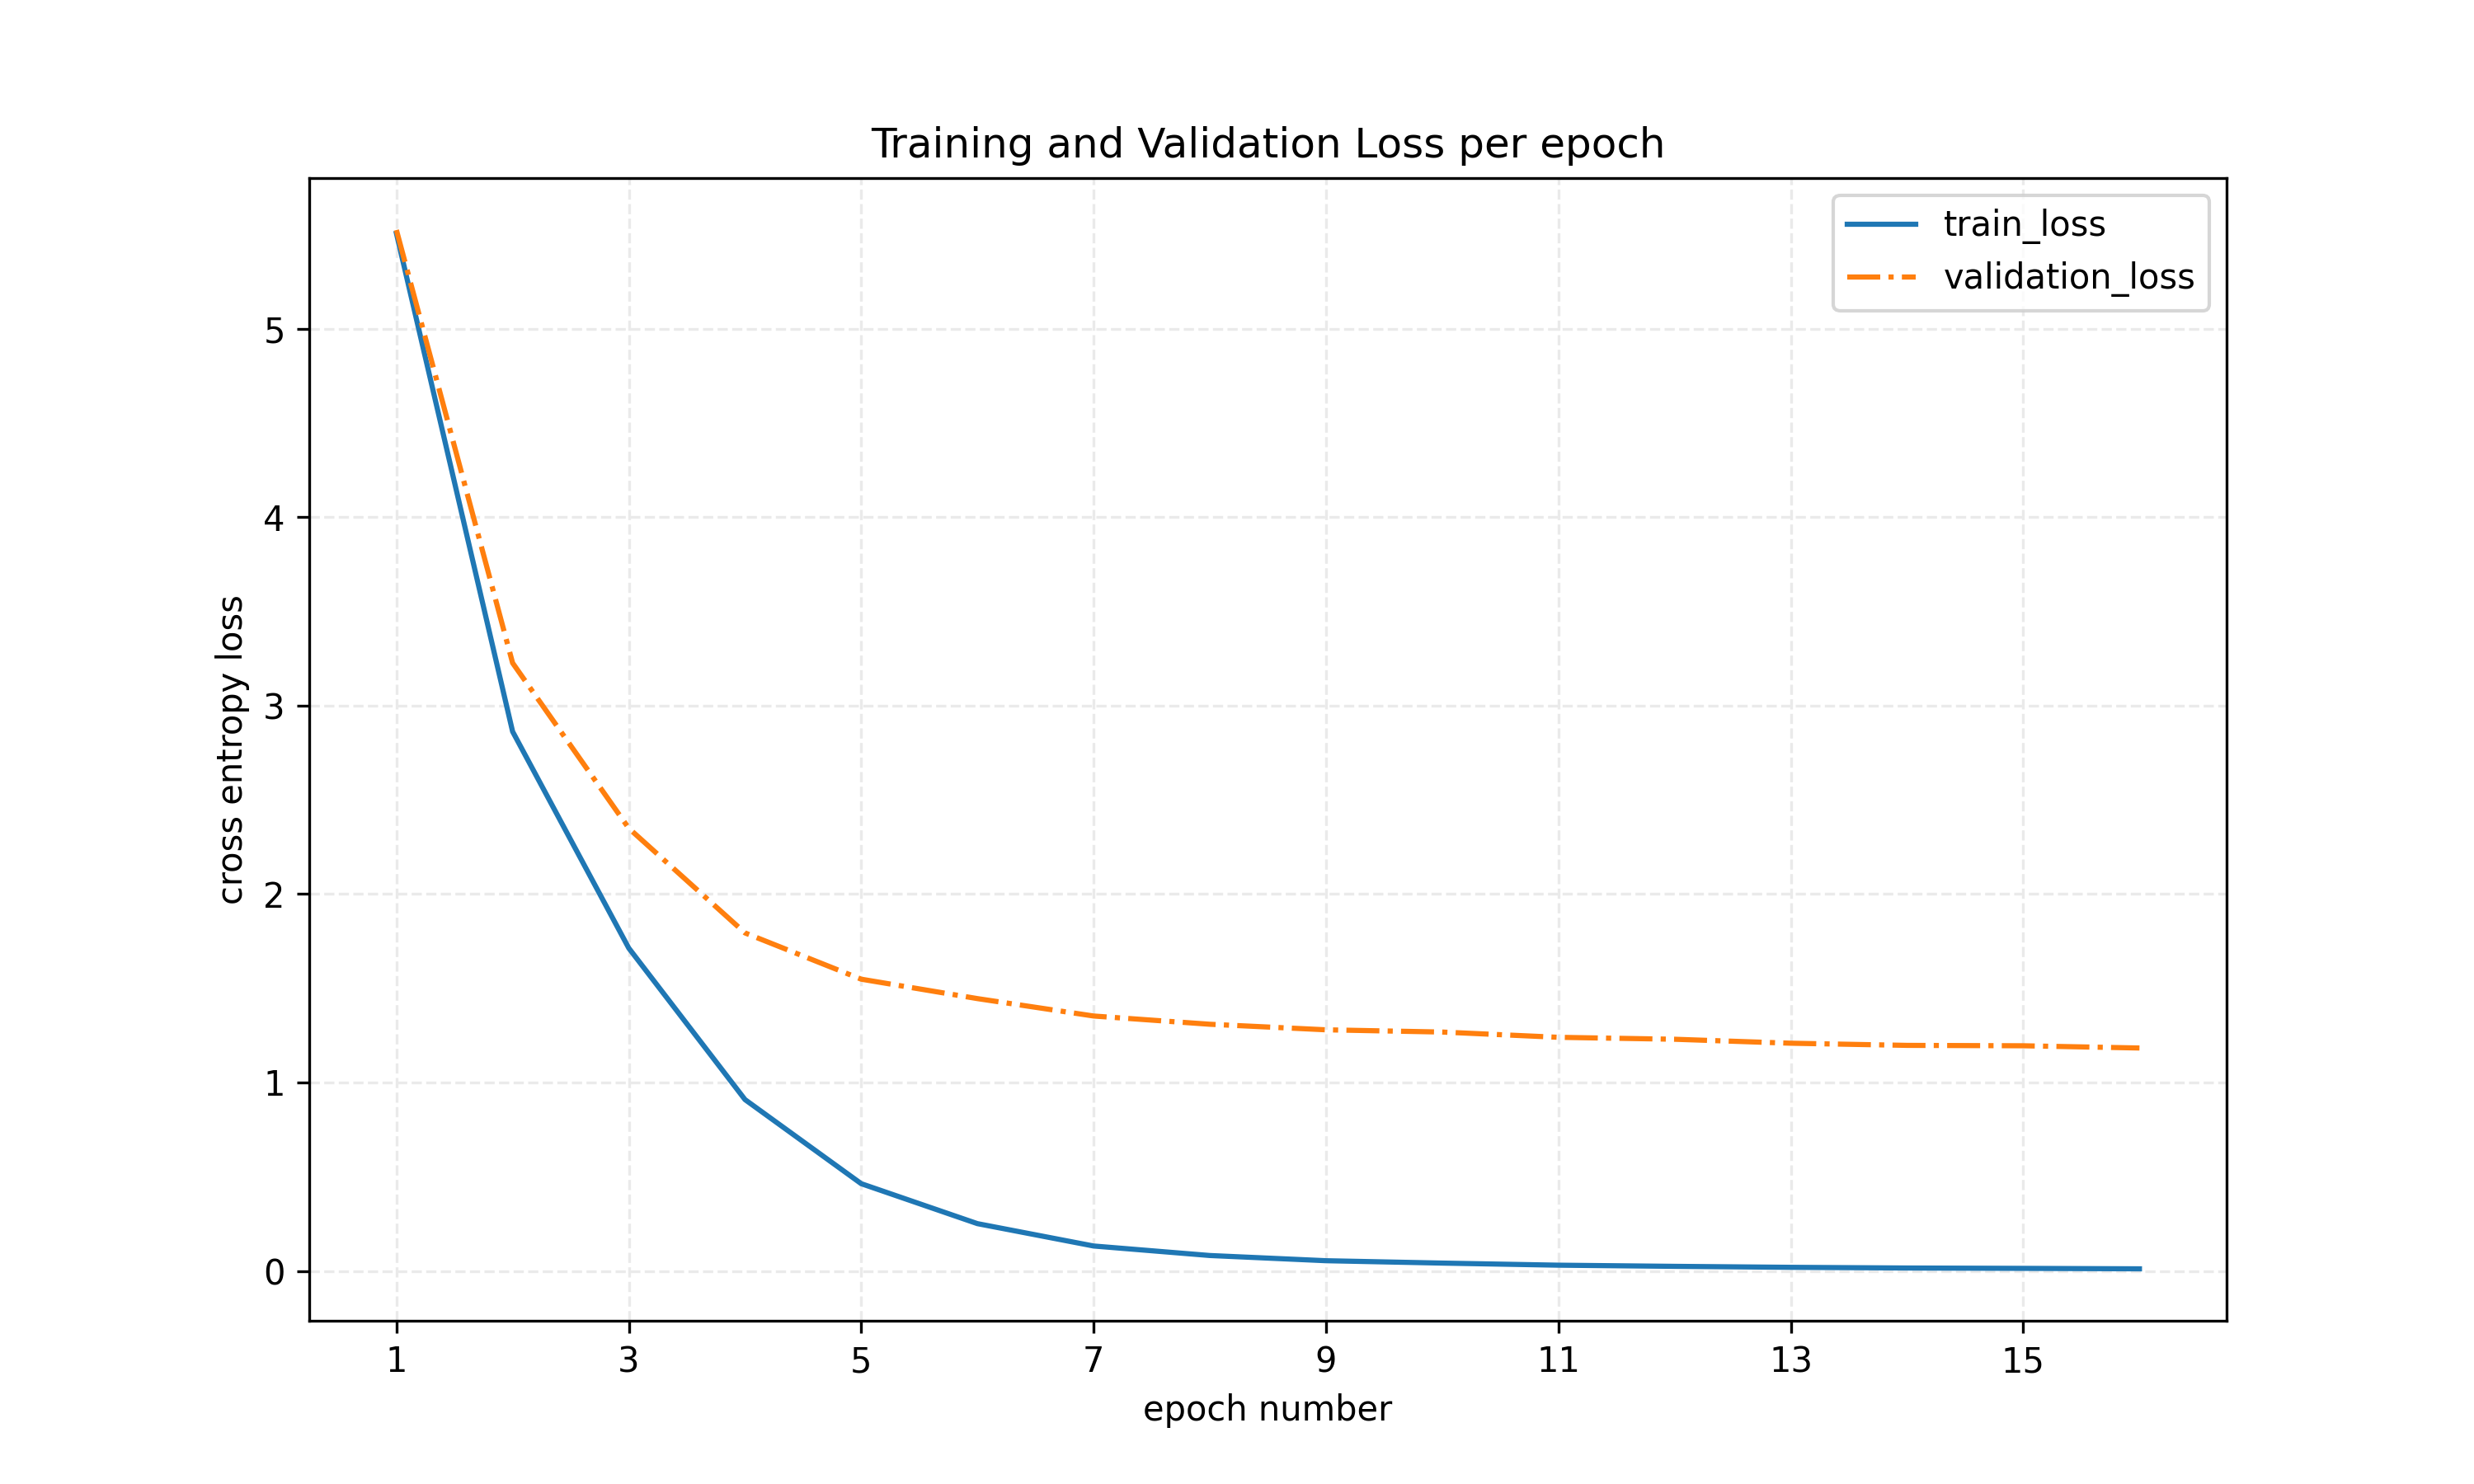 Training and Validation Loss per epoch
train_loss
validation_loss
5
4
3
2
1
0
cross entropy loss
1 3 5 7 9 11 13 15
epoch number